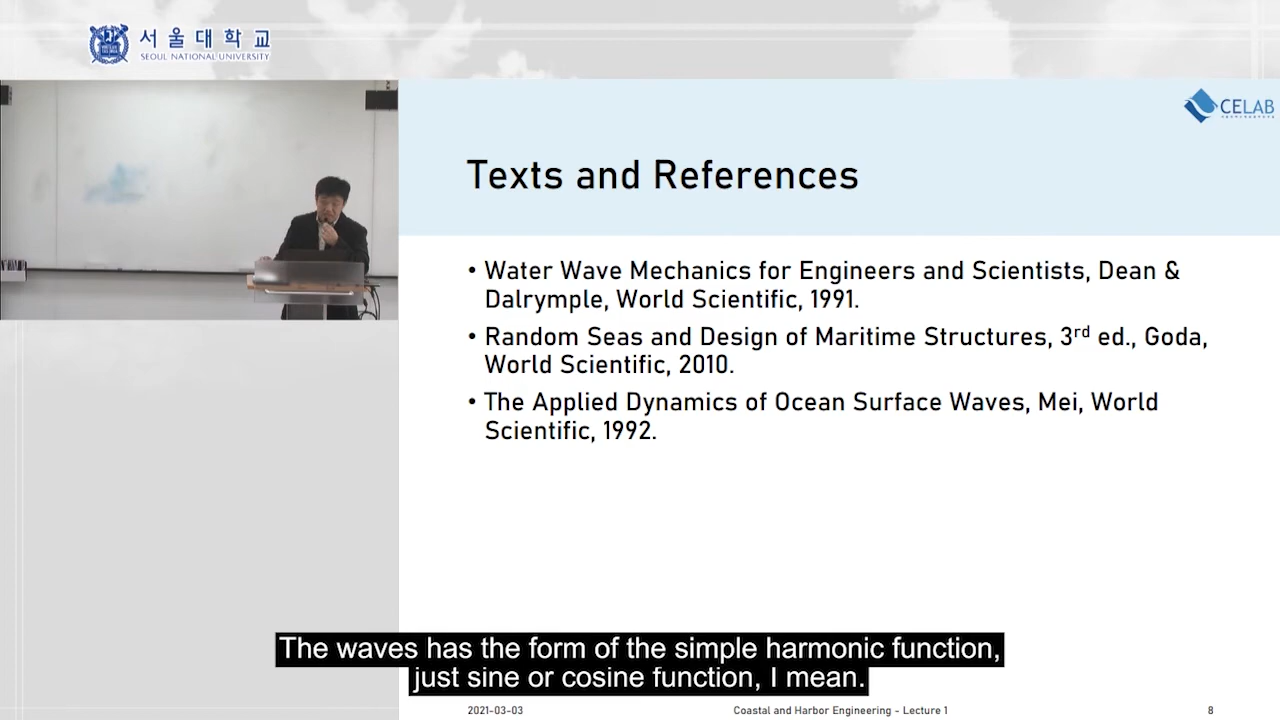 서울대학교
SEOUL NATIONAL UNIVERSITY
CELAB
Texts and References
• Water Wave Mechanics for Engineers and Scientists, Dean &
Dalrymple, World Scientific, 1991.
• Random Seas and Design of Maritime Structures, 3rd ed., Goda,
World Scientific, 2010.
• The Applied Dynamics of Ocean Surface Waves, Mei, World
Scientific, 1992.
The waves has the form of the simple harmonic function,
just sine or cosine function, I mean.
2021-03-03
Coastal and Harbor Engineering - Lecture 1
8